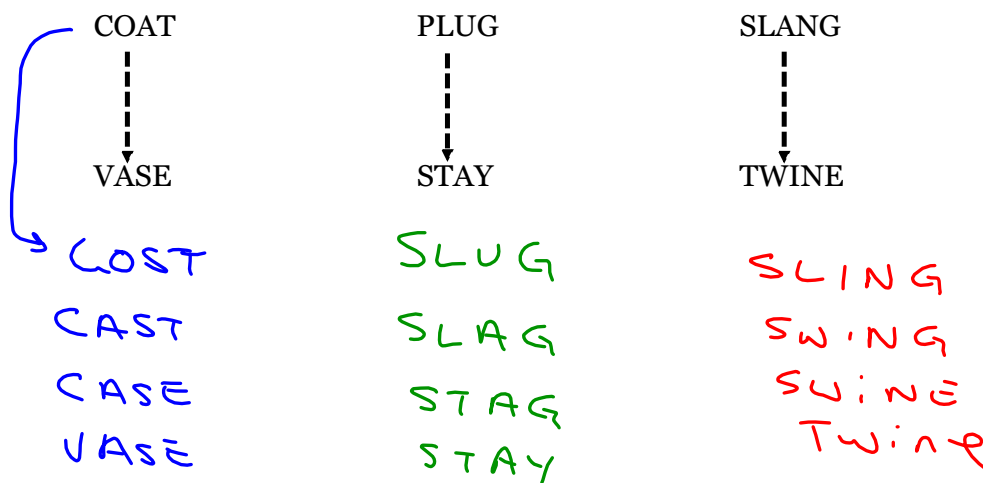 COAT PLUG SLANG
VASE STAY TWINE
COST SLUG SLING
CAST SLAG SWiNG
CASE STAG SWiNE
VASE STAY Twine